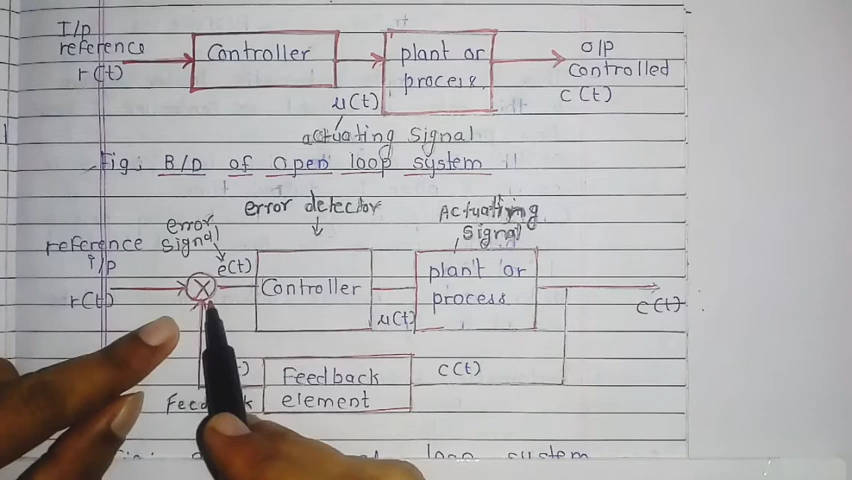 I/p
reference
r(t)
Controller
plant or
process.
o/p
Controlled
c(t)
u(t)
actuating Signal
Fig: B/D of Open loop system
error detector
Actuating
Signal
error
Signal
reference
i/p
r(t)
e(t)
Controller
plant or
process
u(t)
c(t)
Feedback
element
c(t)
loop system